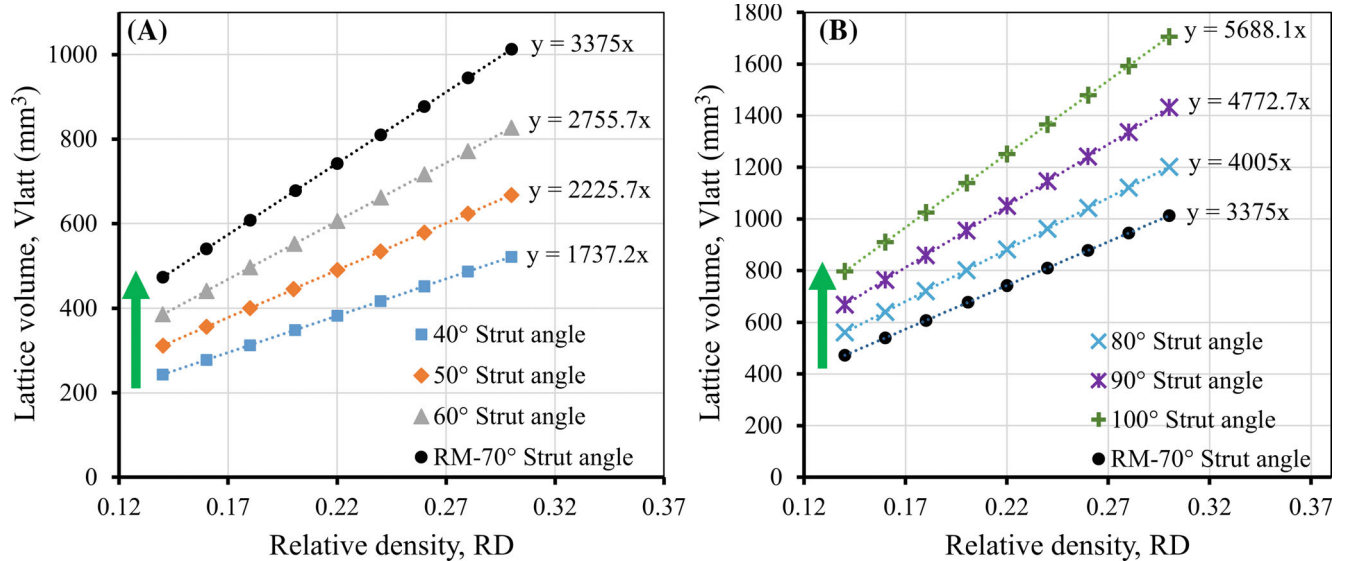 (A)
Lattice volume, Vlatt (mm³)
1000
800
600
400
200
0
y = 3375x
y = 2755.7x
y = 2225.7x
y = 1737.2x
40° Strut angle
50° Strut angle
60° Strut angle
RM-70° Strut angle
0.12 0.17 0.22 0.27 0.32 0.37
Relative density, RD
(B)
Lattice volume, Vlatt (mm³)
1800
1600
1400
1200
1000
800
600
400
200
0
y = 5688.1x
y = 4772.7x
y = 4005x
y = 3375x
80° Strut angle
90° Strut angle
100° Strut angle
RM-70° Strut angle
0.12 0.17 0.22 0.27 0.32 0.37
Relative density, RD